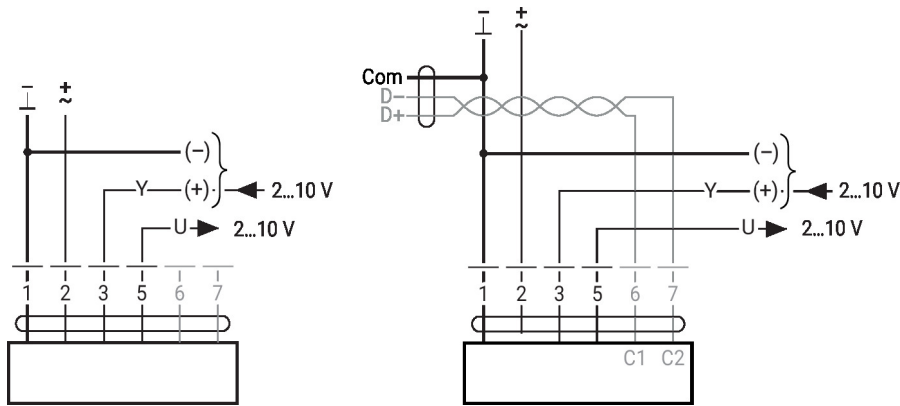 – +
⊥ ~
(–)
Y (+) 2...10 V
U 2...10 V
1 2 3 5 6 7
– +
⊥ ~
Com
D–
D+
(–)
Y (+) 2...10 V
U 2...10 V
1 2 3 5 6 7
C1 C2